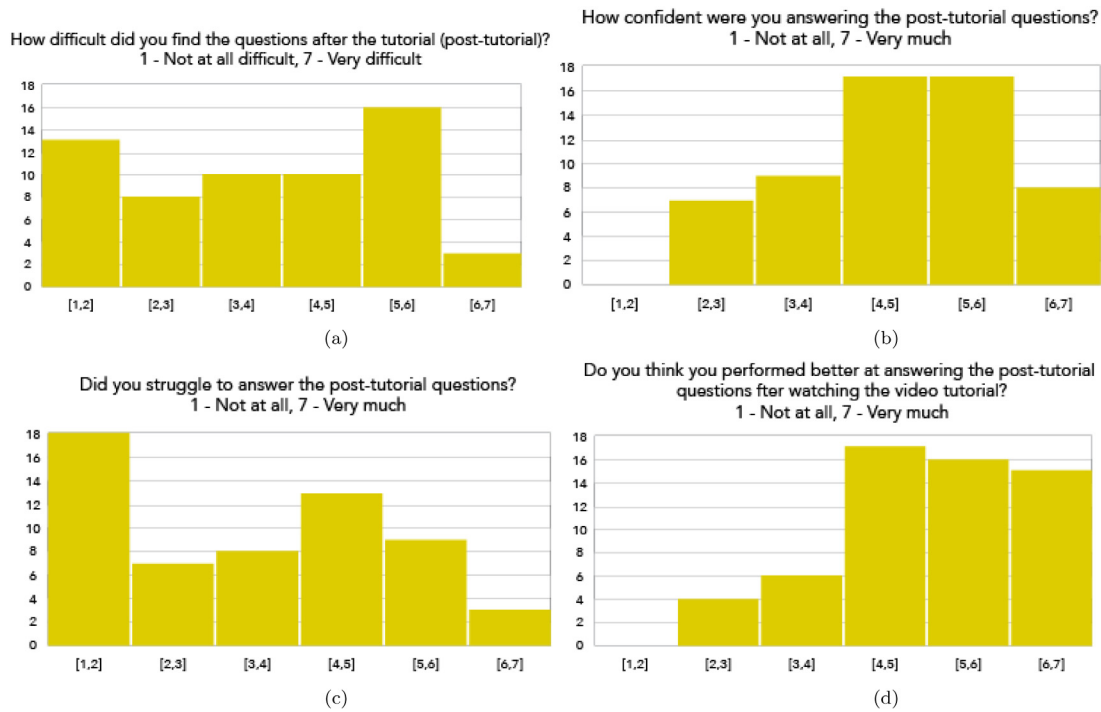 How difficult did you find the questions after the tutorial (post-tutorial)?
1 - Not at all difficult, 7 - Very difficult
18
16
14
12
10
8
6
4
2
0
[1,2] [2,3] [3,4] [4,5] [5,6] [6,7]
(a)
How confident were you answering the post-tutorial questions?
1 - Not at all, 7 - Very much
18
16
14
12
10
8
6
4
2
0
[1,2] [2,3] [3,4] [4,5] [5,6] [6,7]
(b)
Did you struggle to answer the post-tutorial questions?
1 - Not at all, 7 - Very much
18
16
14
12
10
8
6
4
2
0
[1,2] [2,3] [3,4] [4,5] [5,6] [6,7]
(c)
Do you think you performed better at answering the post-tutorial
questions fter watching the video tutorial?
1 - Not at all, 7 - Very much
18
16
14
12
10
8
6
4
2
0
[1,2] [2,3] [3,4] [4,5] [5,6] [6,7]
(d)